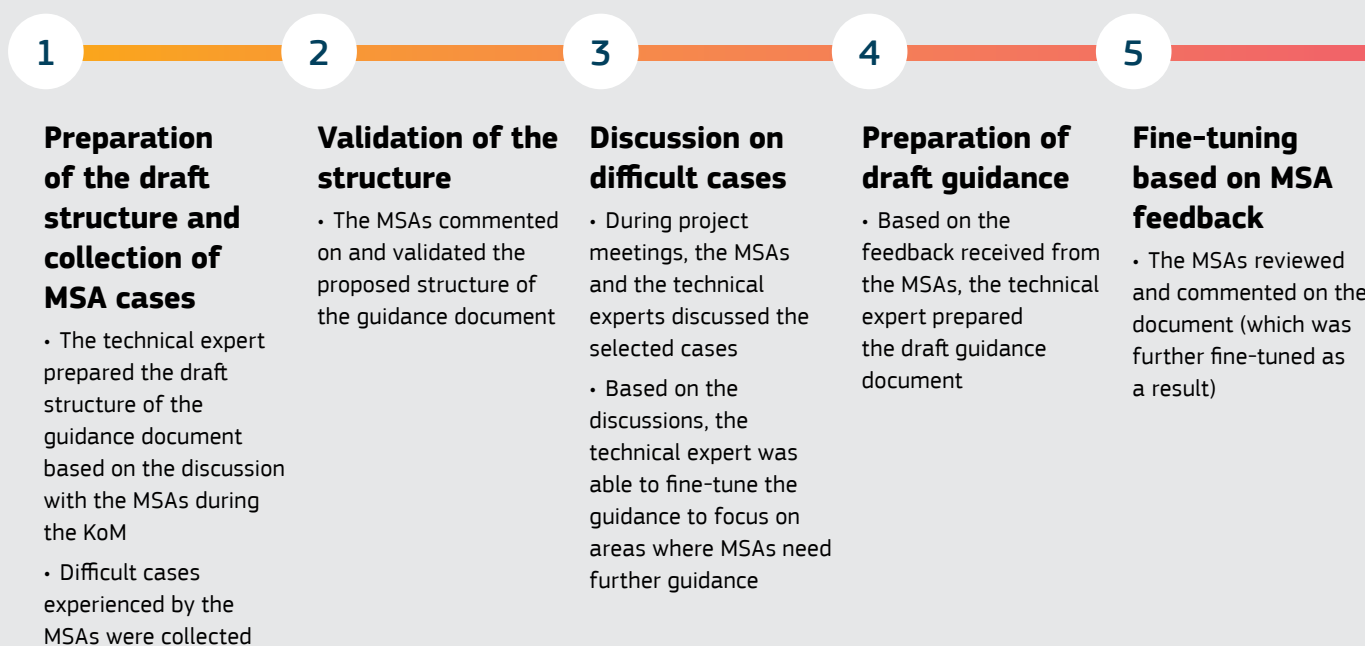 1
Preparation
of the draft
structure and
collection of
MSA cases
• The technical expert
prepared the draft
structure of the
guidance document
based on the discussion
with the MSAs during
the KoM
• Difficult cases
experienced by the
MSAs were collected
2
Validation of the
structure
• The MSAs commented
on and validated the
proposed structure of
the guidance document
3
Discussion on
difficult cases
• During project
meetings, the MSAs
and the technical
experts discussed the
selected cases
• Based on the
discussions, the
technical expert was
able to fine-tune the
guidance to focus on
areas where MSAs need
further guidance
4
Preparation of
draft guidance
• Based on the
feedback received from
the MSAs, the technical
expert prepared
the draft guidance
document
5
Fine-tuning
based on MSA
feedback
• The MSAs reviewed
and commented on the
document (which was
further fine-tuned as
a result)